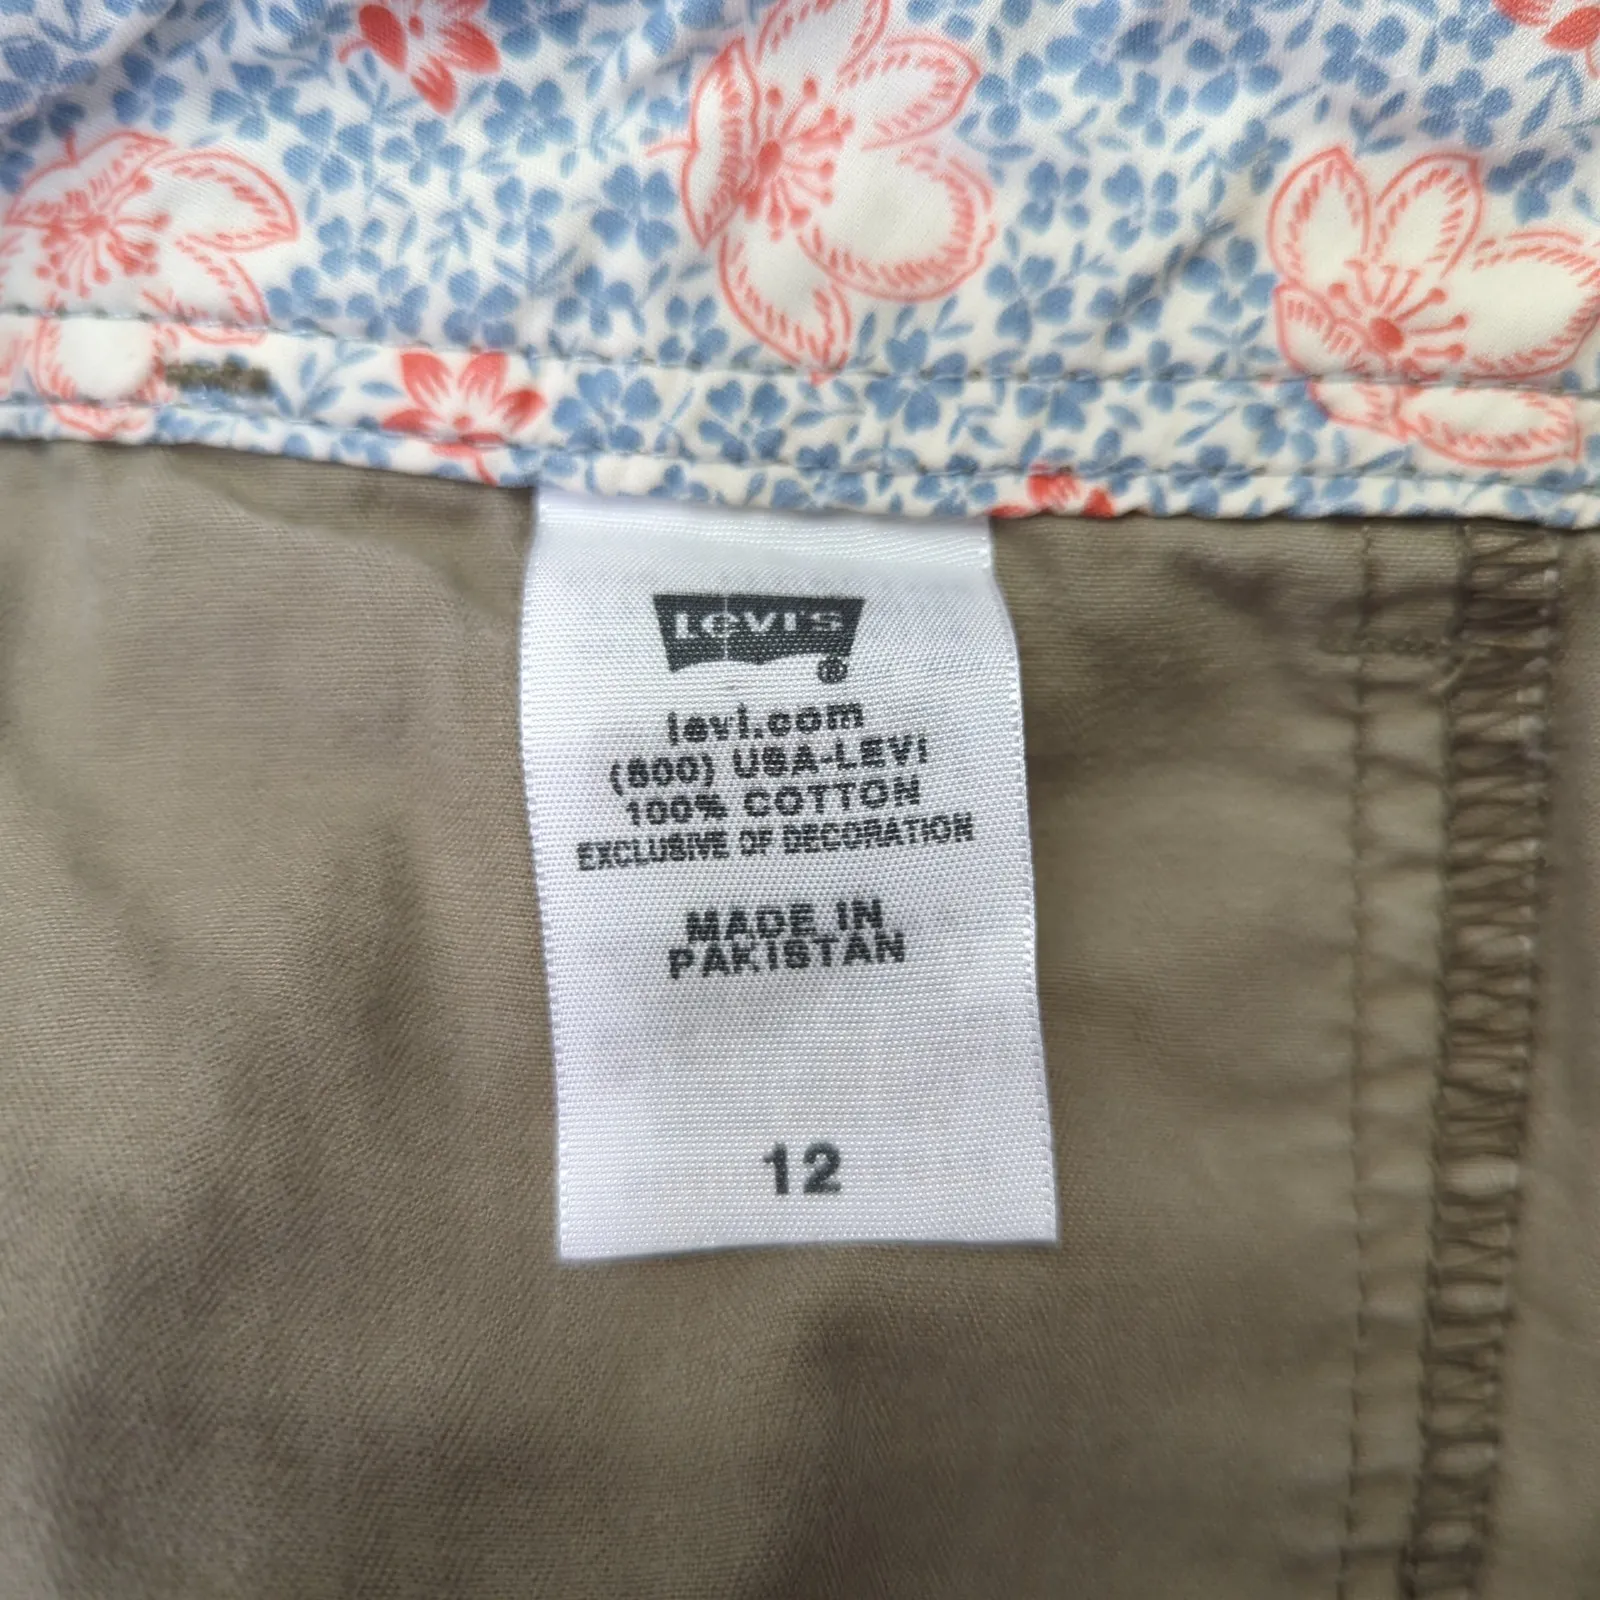 LeVI'S
®
levi.com
(800) USA-LEVI
100% COTTON
EXCLUSIVE OF DECORATION
MADE IN
PAKISTAN
12